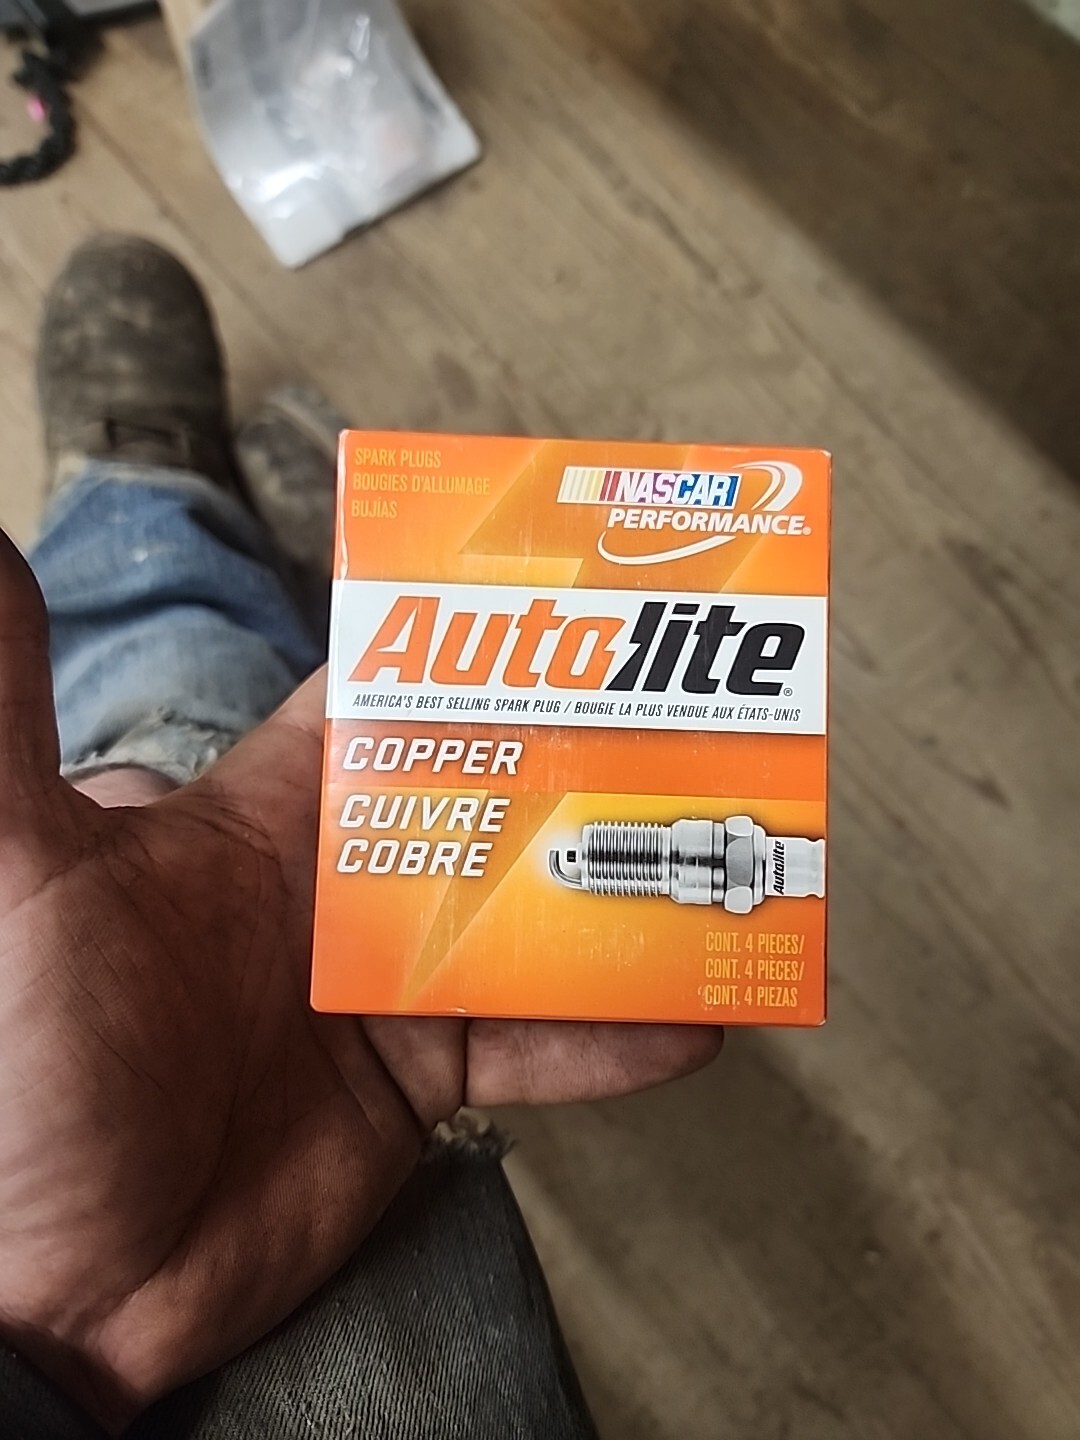 SPARK PLUGS
BOUGIES D'ALLUMAGE
BUJÍAS
NASCAR
PERFORMANCE®
Autolite®
AMERICA'S BEST SELLING SPARK PLUG / BOUGIE LA PLUS VENDUE AUX ÉTATS-UNIS
COPPER
CUIVRE
COBRE
Autolite
CONT. 4 PIECES/
CONT. 4 PIÈCES/
CONT. 4 PIEZAS